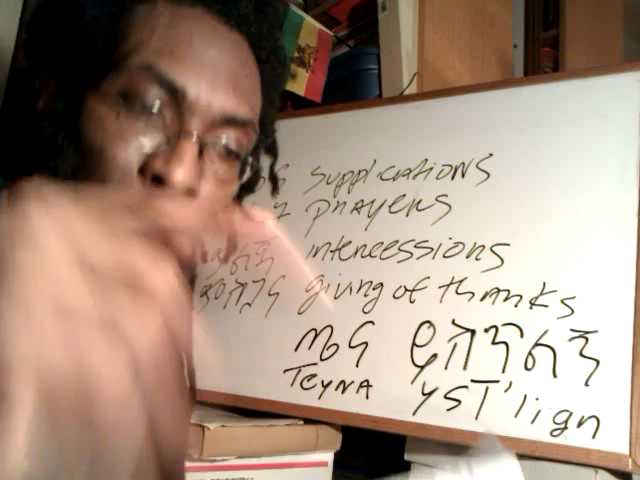 supplications
prayers
intercessions
giving of thanks
ጤና ይስጥልኝ
TeyNA YST'lign